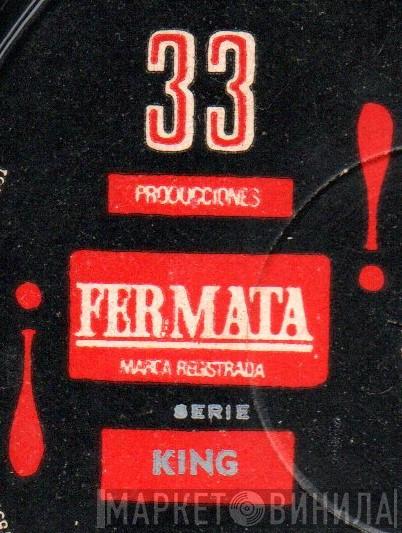 33
PRODUCCIONES
FERMATA
MARCA REGISTRADA
SERIE
KING
МАРКЕТ ВИНИЛА